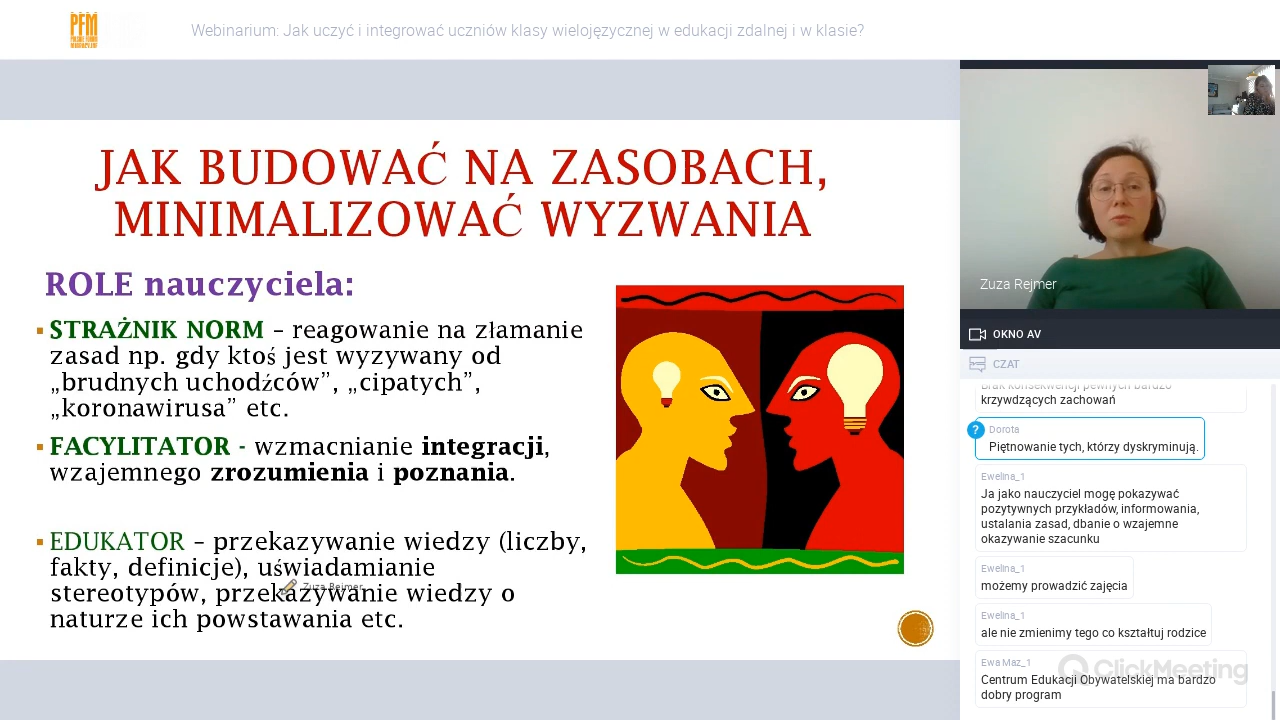 PFM
Webinarium: Jak uczyć i integrować uczniów klasy wielojęzycznej w edukacji zdalnej i w klasie?
JAK BUDOWAĆ NA ZASOBACH,
MINIMALIZOWAĆ WYZWANIA
ROLE nauczyciela:
STRAŻNIK NORM – reagowanie na złamanie
zasad np. gdy ktoś jest wyzywany od
„brudnych uchodźców”, „cipatych”,
„koronawirusa” etc.
FACYLITATOR - wzmacnianie integracji,
wzajemnego zrozumienia i poznania.
EDUKATOR – przekazywanie wiedzy (liczby,
fakty, definicje), uświadamianie
stereotypów, przekazywanie wiedzy o
naturze ich powstawania etc.
Zuza Rejmer
Zuza Rejmer
OKNO AV
CZAT
Brak konsekwencji pewnych bardzo
krzywdzących zachowań
?
Dorota
Piętnowanie tych, którzy dyskryminują.
Ewelina_1
Ja jako nauczyciel mogę pokazywać
pozytywnych przykładów, informowania,
ustalania zasad, dbanie o wzajemne
okazywanie szacunku
Ewelina_1
możemy prowadzić zajęcia
Ewelina_1
ale nie zmienimy tego co kształtuj rodzice
Ewa Maz_1
Centrum Edukacji Obywatelskiej ma bardzo
dobry program
ClickMeeting